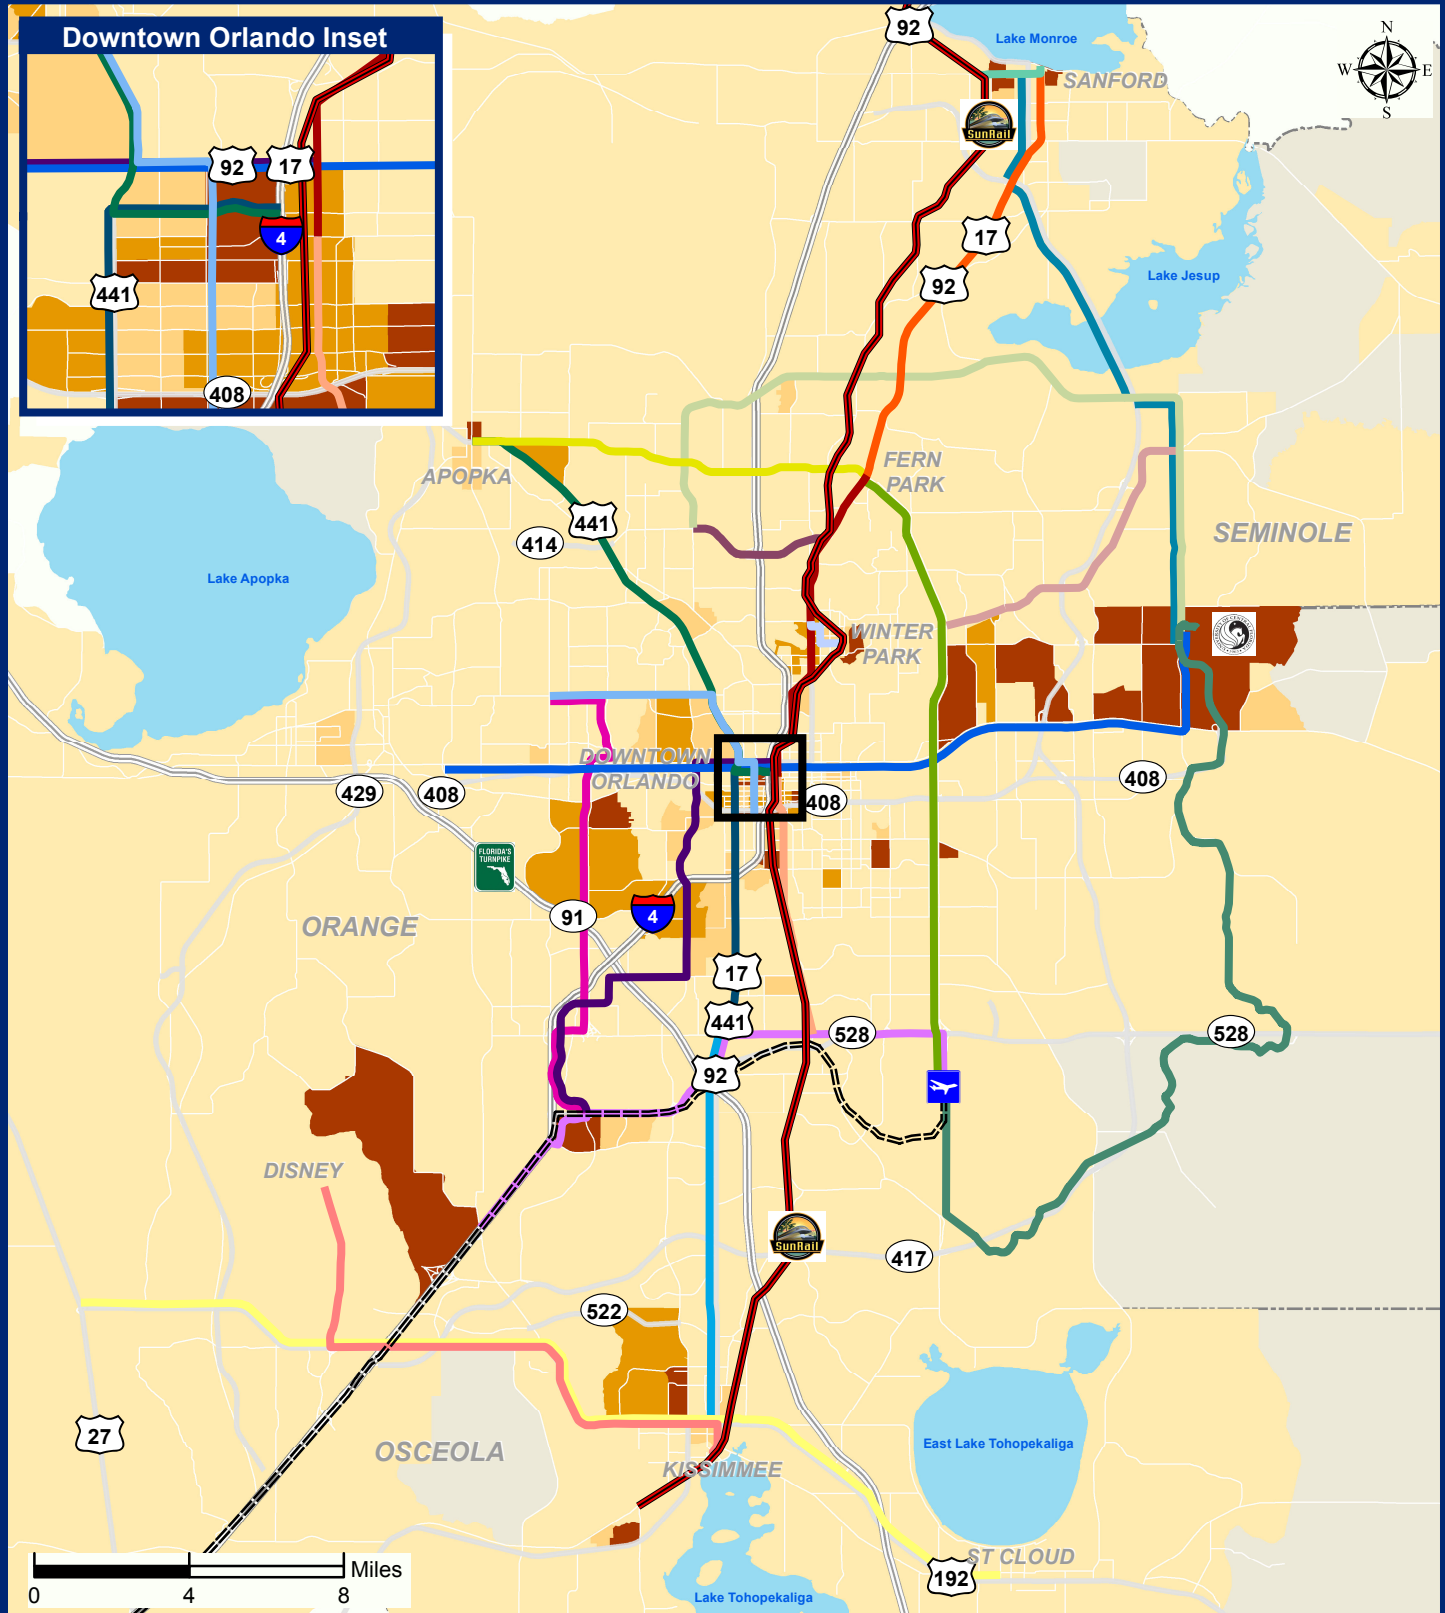 Downtown Orlando Inset
92
17
4
441
408
92
Lake Monroe
N
W
E
S
SANFORD
SunRail
17
92
Lake Jesup
APOPKA
FERN
PARK
441
414
SEMINOLE
Lake Apopka
WINTER
PARK
DOWNTOWN
ORLANDO
429
408
408
408
FLORIDA'S
TURNPIKE
91
4
ORANGE
17
441
528
528
92
DISNEY
SunRail
417
522
27
OSCEOLA
East Lake Tohopekaliga
KISSIMMEE
ST CLOUD
192
Lake Tohopekaliga
Miles
0
4
8